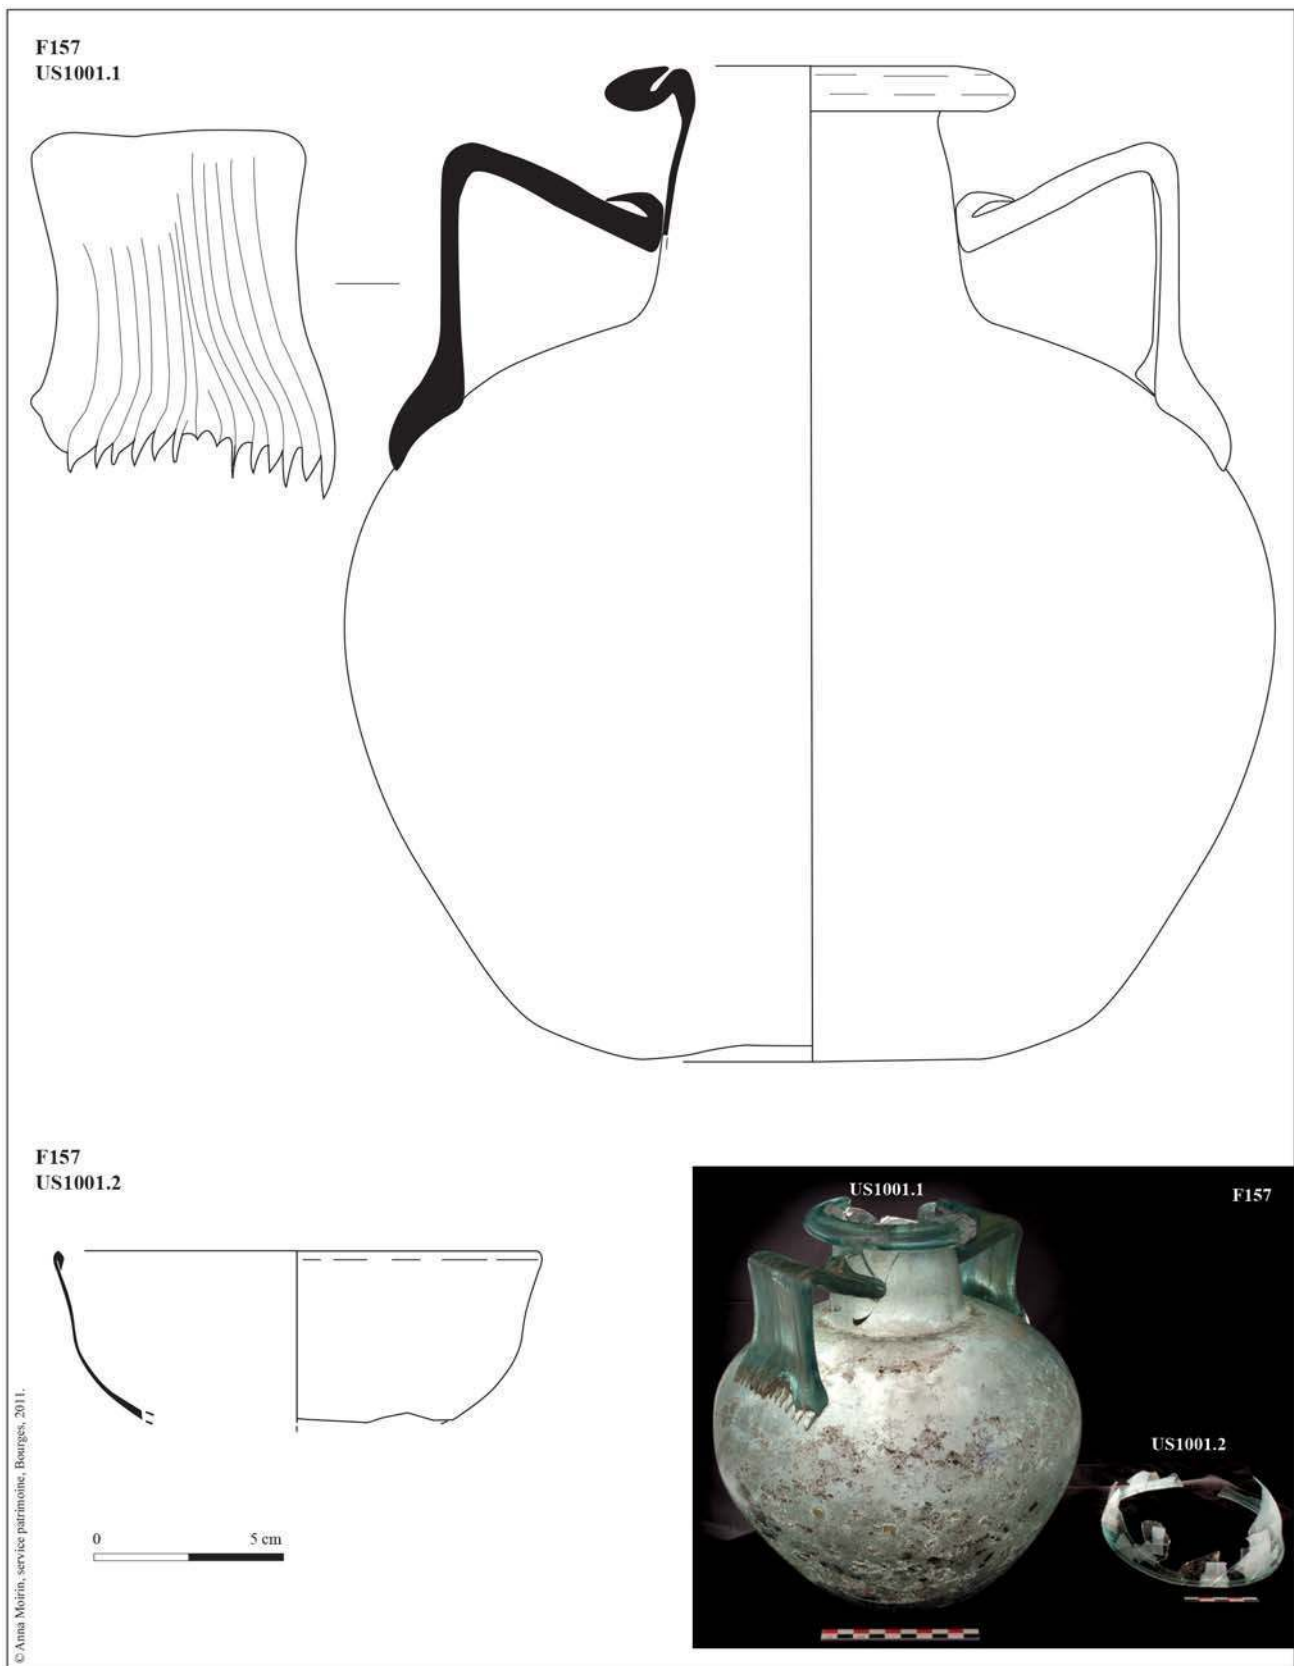 F157
US1001.1
F157
US1001.2
US1001.1
F157
US1001.2
0 5 cm
© Anna Moirin, service patrimoine, Bourges, 2011.